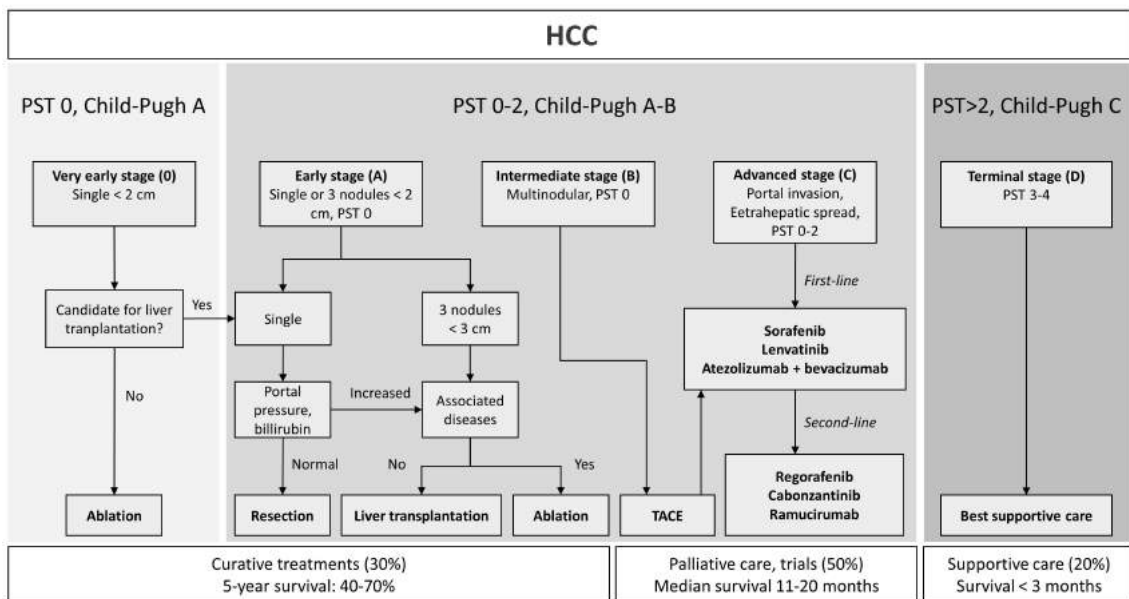 HCC
PST 0, Child-Pugh A
PST 0-2, Child-Pugh A-B
PST>2, Child-Pugh C
Very early stage (0)
Single < 2 cm
Early stage (A)
Single or 3 nodules < 2
cm, PST 0
Intermediate stage (B)
Multinodular, PST 0
Advanced stage (C)
Portal invasion,
Eetrahepatic spread,
PST 0-2
Terminal stage (D)
PST 3-4
First-line
Candidate for liver
tranplantation?
Yes
Single
3 nodules
< 3 cm
Sorafenib
Lenvatinib
Atezolizumab + bevacizumab
No
Portal
pressure,
billirubin
Increased
Associated
diseases
Second-line
Normal
No
Yes
Regorafenib
Cabonzantinib
Ramucirumab
Ablation
Resection
Liver transplantation
Ablation
TACE
Best supportive care
Curative treatments (30%)
5-year survival: 40-70%
Palliative care, trials (50%)
Median survival 11-20 months
Supportive care (20%)
Survival < 3 months